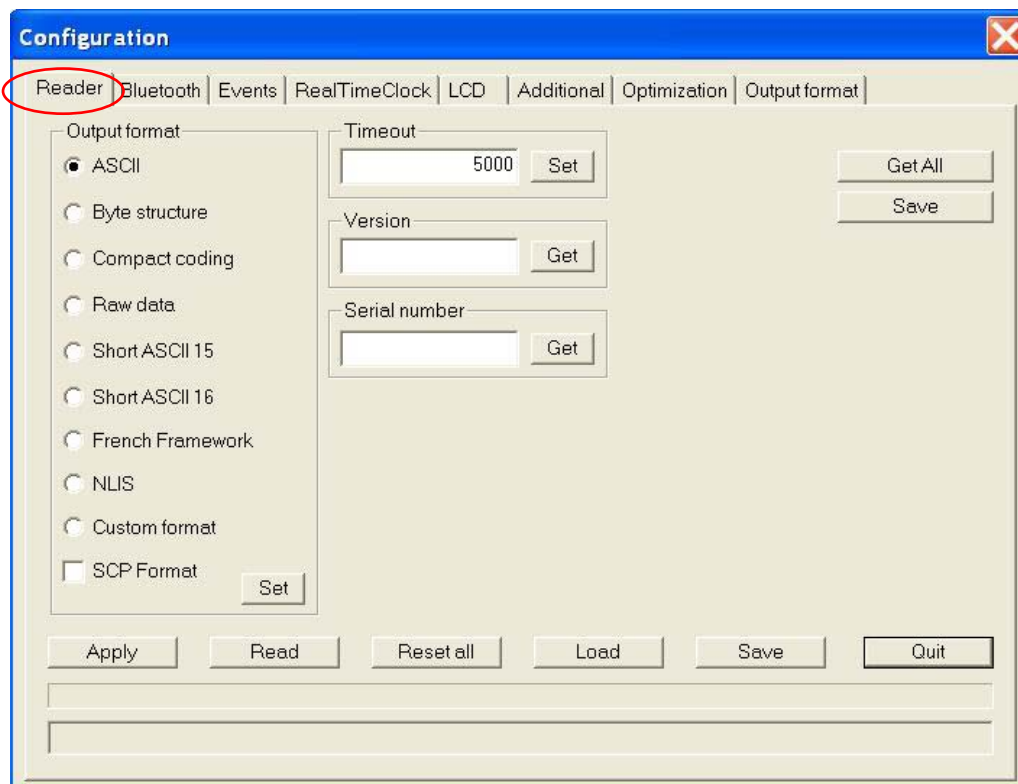 Configuration
Reader Bluetooth Events RealTimeClock LCD Additional Optimization Output format
Output format
ASCII
Byte structure
Compact coding
Raw data
Short ASCII 15
Short ASCII 16
French Framework
NLIS
Custom format
SCP Format
Set
Timeout
5000 Set
Version
Get
Serial number
Get
Get All
Save
Apply Read Reset all Load Save Quit